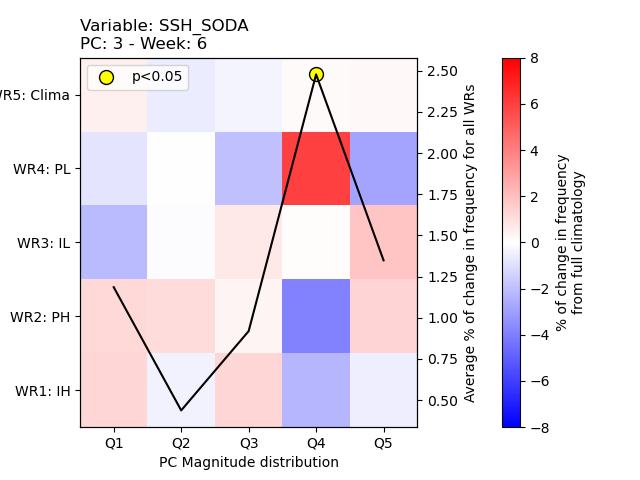 Variable: SSH_SODA
PC: 3 - Week: 6
p<0.05
WR5: Clima
WR4: PL
WR3: IL
WR2: PH
WR1: IH
Q1 Q2 Q3 Q4 Q5
PC Magnitude distribution
2.50
2.25
2.00
1.75
1.50
1.25
1.00
0.75
0.50
Average % of change in frequency for all WRs
8
6
4
2
0
−2
−4
−6
−8
% of change in frequency
from full climatology